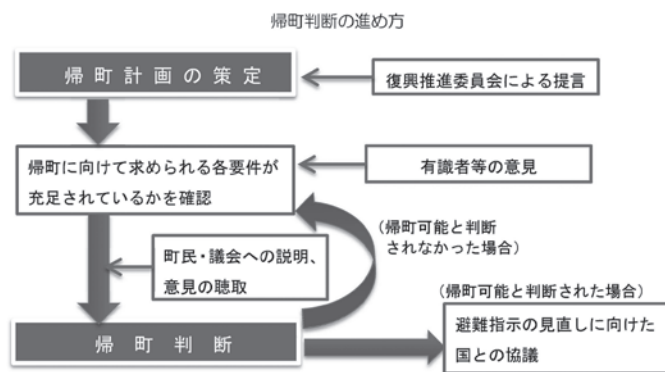 帰町判断の進め方
帰町計画の策定
復興推進委員会による提言
帰町に向けて求められる各要件が
充足されているかを確認
有識者等の意見
(帰町可能と判断
されなかった場合)
町民・議会への説明、
意見の聴取
(帰町可能と判断された場合)
帰町判断
避難指示の見直しに向けた
国との協議